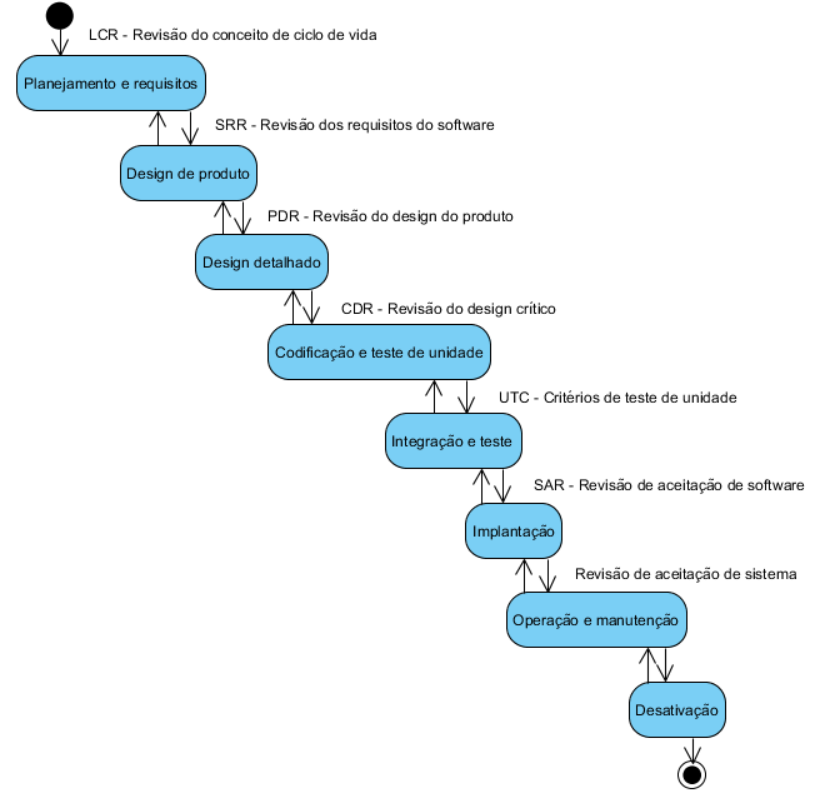 LCR - Revisão do conceito de ciclo de vida
Planejamento e requisitos
SRR - Revisão dos requisitos do software
Design de produto
PDR - Revisão do design do produto
Design detalhado
CDR - Revisão do design crítico
Codificação e teste de unidade
UTC - Critérios de teste de unidade
Integração e teste
SAR - Revisão de aceitação de software
Implantação
Revisão de aceitação de sistema
Operação e manutenção
Desativação